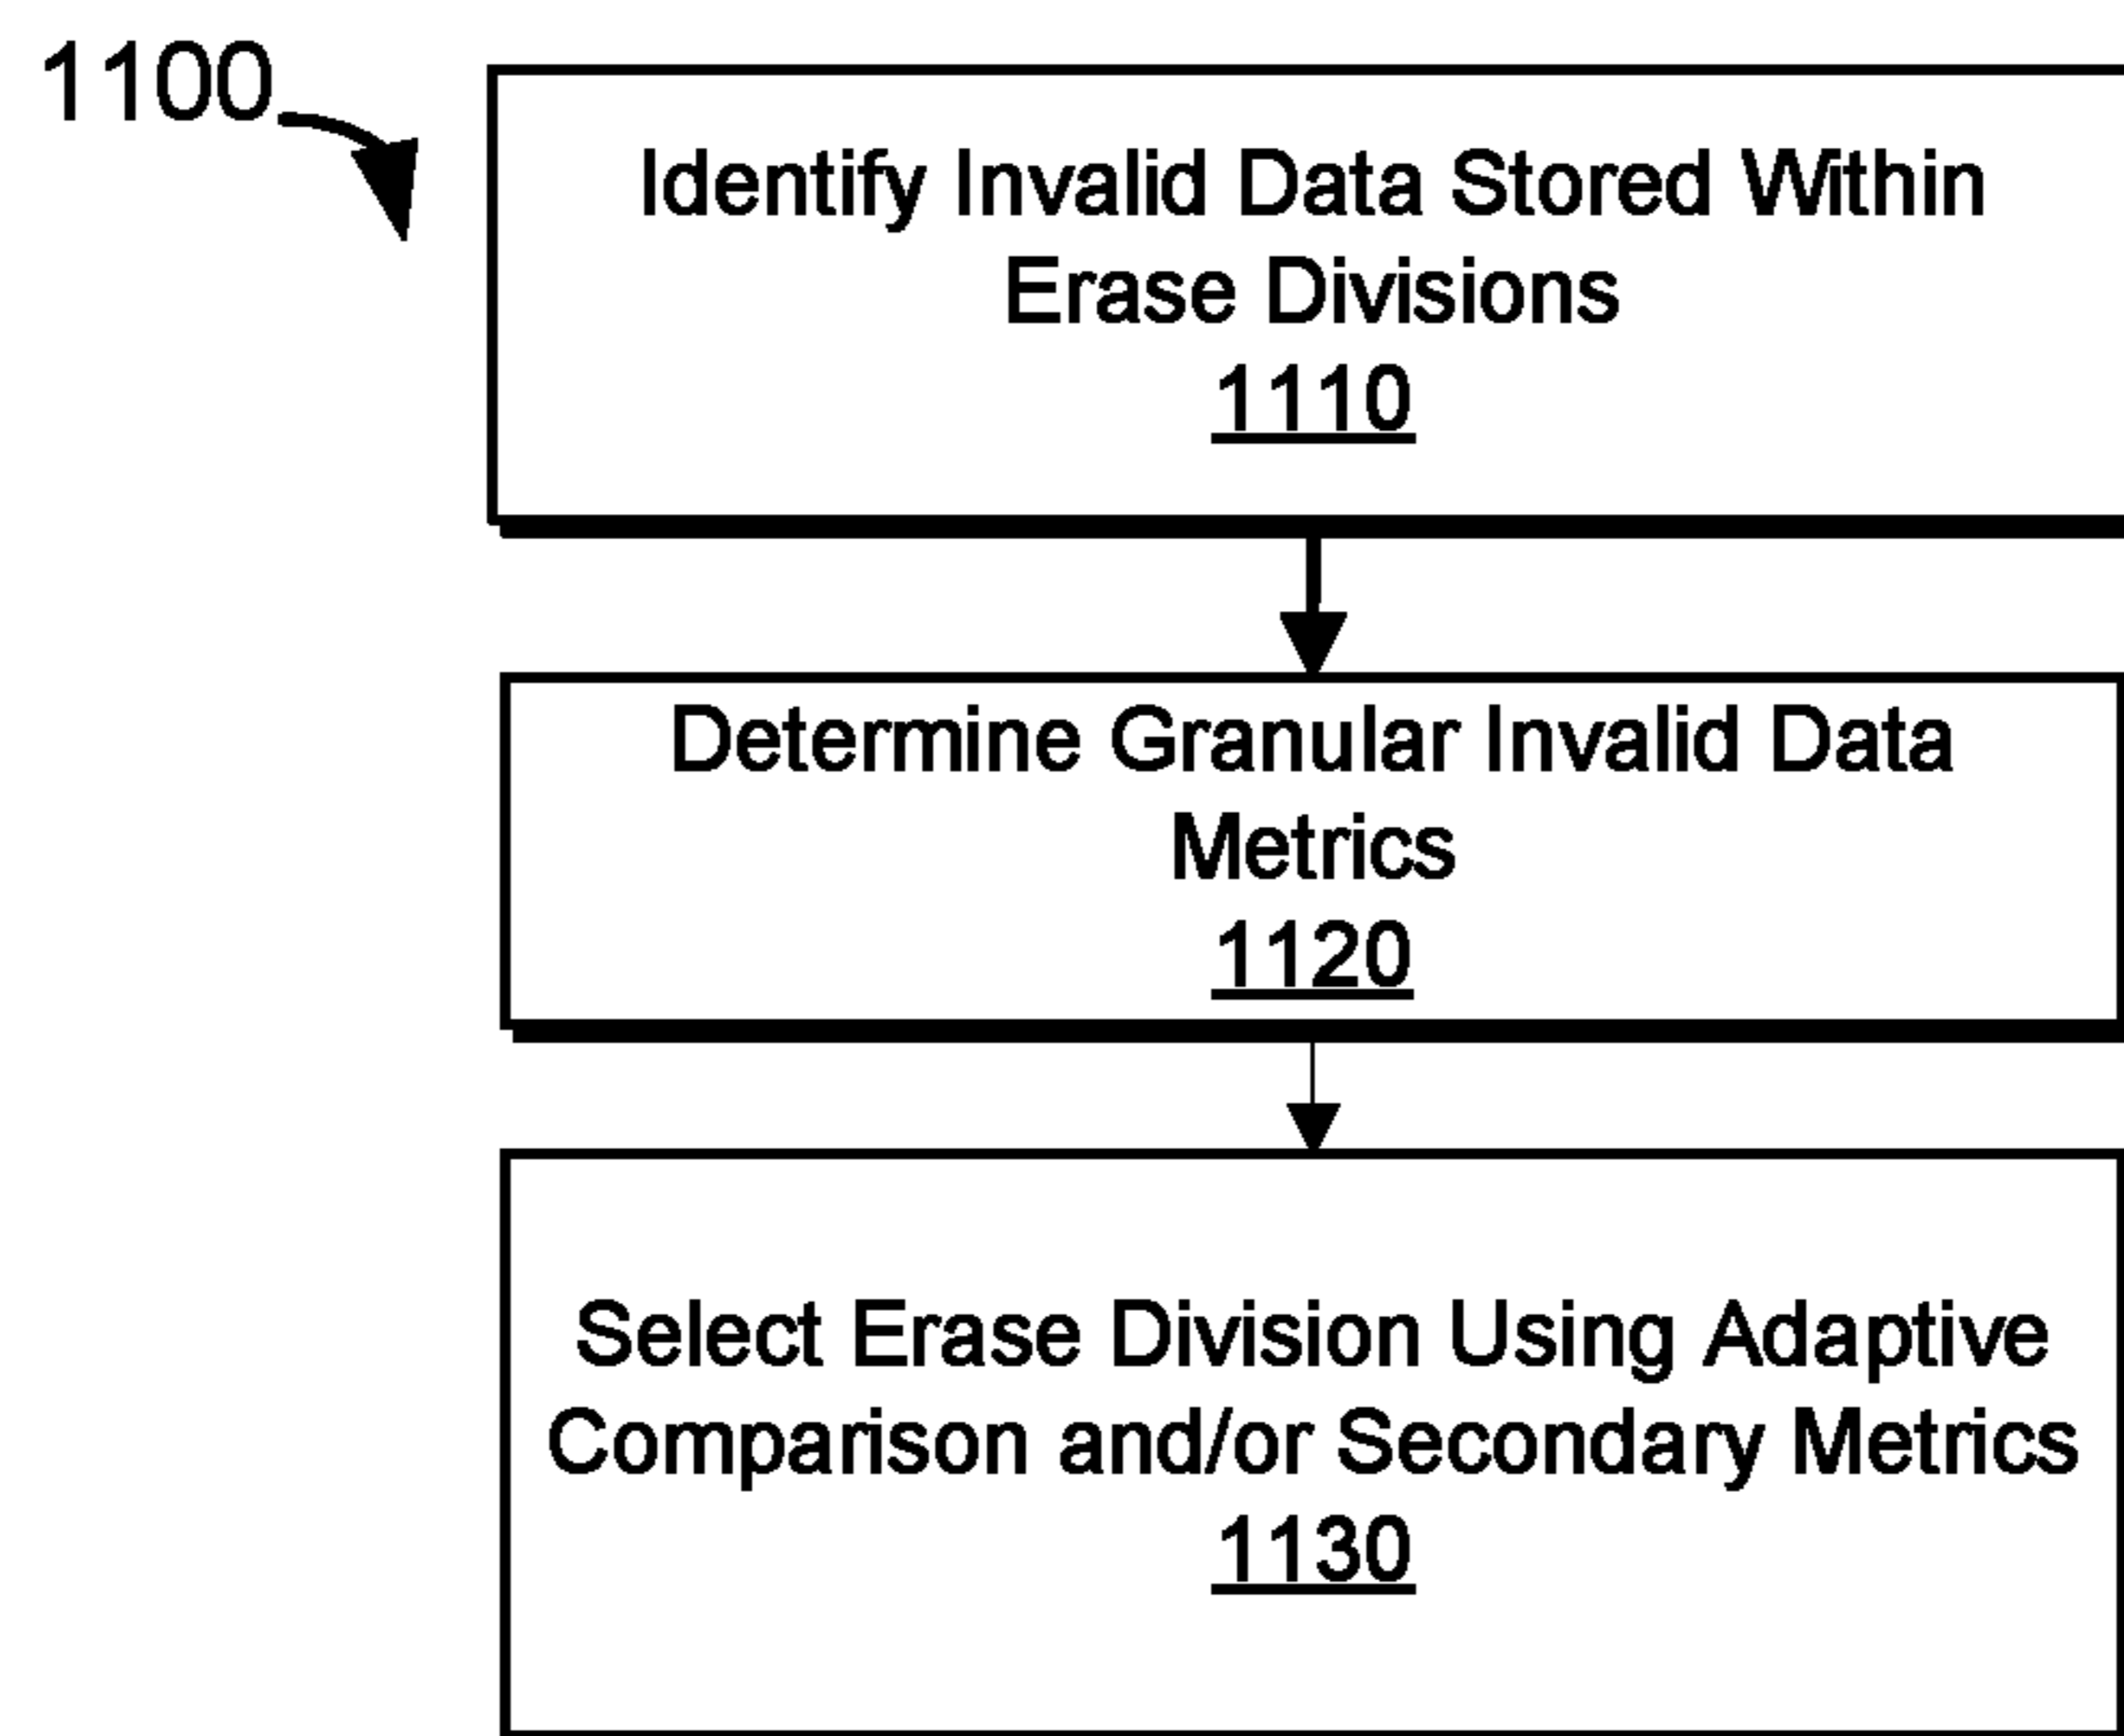 1100
Identify Invalid Data Stored Within
Erase Divisions
1110
Determine Granular Invalid Data
Metrics
1120
Select Erase Division Using Adaptive
Comparison and/or Secondary Metrics
1130